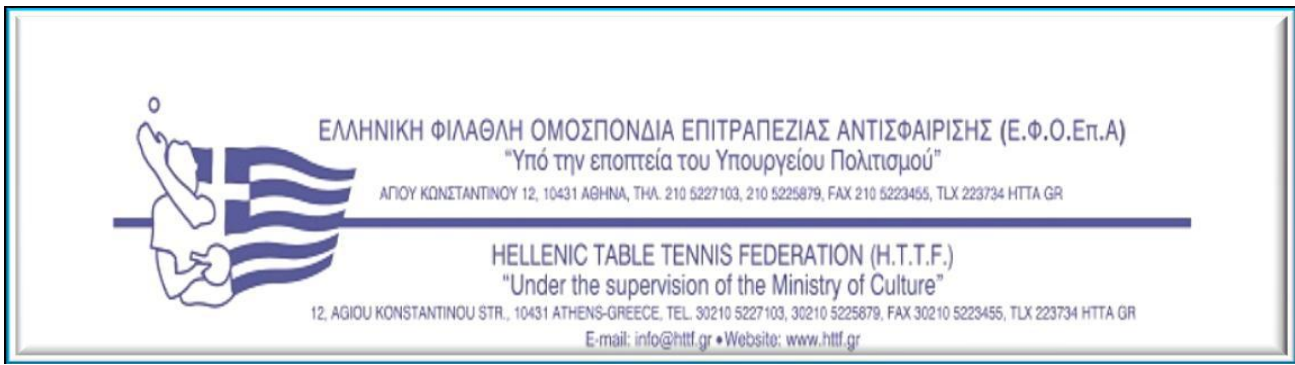 ΕΛΛΗΝΙΚΗ ΦΙΛΑΘΛΗ ΟΜΟΣΠΟΝΔΙΑ ΕΠΙΤΡΑΠΕΖΙΑΣ ΑΝΤΙΣΦΑΙΡΙΣΗΣ (Ε.Φ.Ο.Επ.Α)
“Υπό την εποπτεία του Υπουργείου Πολιτισμού”
ΑΓΙΟΥ ΚΩΝΣΤΑΝΤΙΝΟΥ 12, 10431 ΑΘΗΝΑ, ΤΗΛ. 210 5227103, 210 5225879, FAX 210 5223455, TLX 223734 HTTA GR
HELLENIC TABLE TENNIS FEDERATION (H.T.T.F.)
“Under the supervision of the Ministry of Culture”
12, AGIOU KONSTANTINOU STR., 10431 ATHENS-GREECE, TEL. 30210 5227103, 30210 5225879, FAX 30210 5223455, TLX 223734 HTTA GR
E-mail: info@httf.gr • Website: www.httf.gr